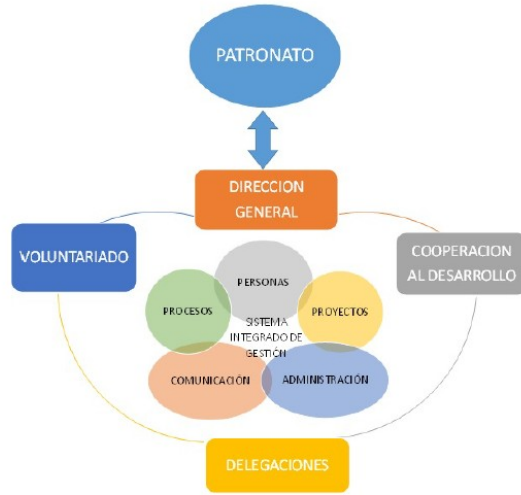 PATRONATO
DIRECCION
GENERAL
VOLUNTARIADO
COOPERACION
AL DESARROLLO
PERSONAS
PROCESOS
PROYECTOS
SISTEMA
INTEGRADO DE
GESTIÓN
COMUNICACIÓN
ADMINISTRACIÓN
DELEGACIONES